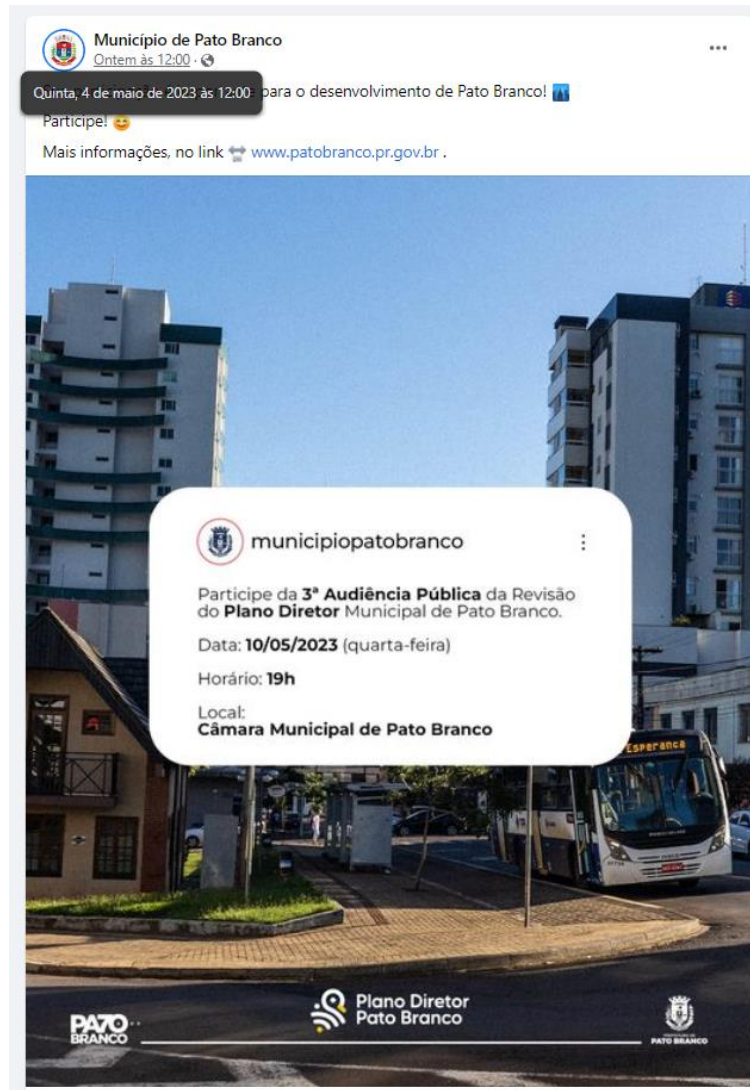 Município de Pato Branco
Ontem às 12:00
Quinta, 4 de maio de 2023 às 12:00
para o desenvolvimento de Pato Branco!
Participe!
Mais informações, no link www.patobranco.pr.gov.br .
municipiopatobranco
Participe da 3ª Audiência Pública da Revisão
do Plano Diretor Municipal de Pato Branco.
Data: 10/05/2023 (quarta-feira)
Horário: 19h
Local:
Câmara Municipal de Pato Branco
Esperança
Plano Diretor
Pato Branco
PATO
BRANCO
PATO BRANCO